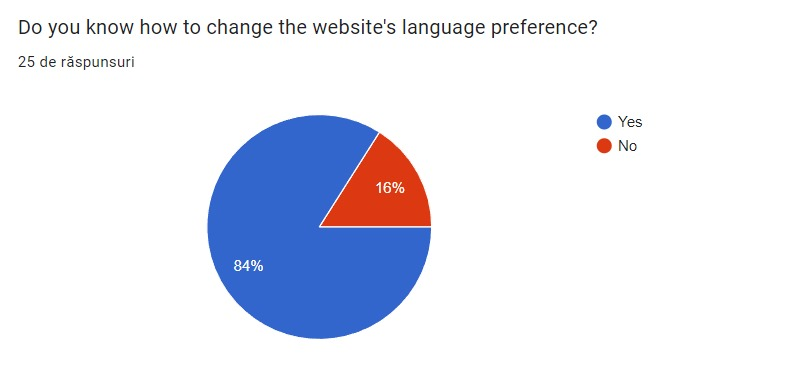 Do you know how to change the website's language preference?
25 de răspunsuri
Yes
No
16%
84%